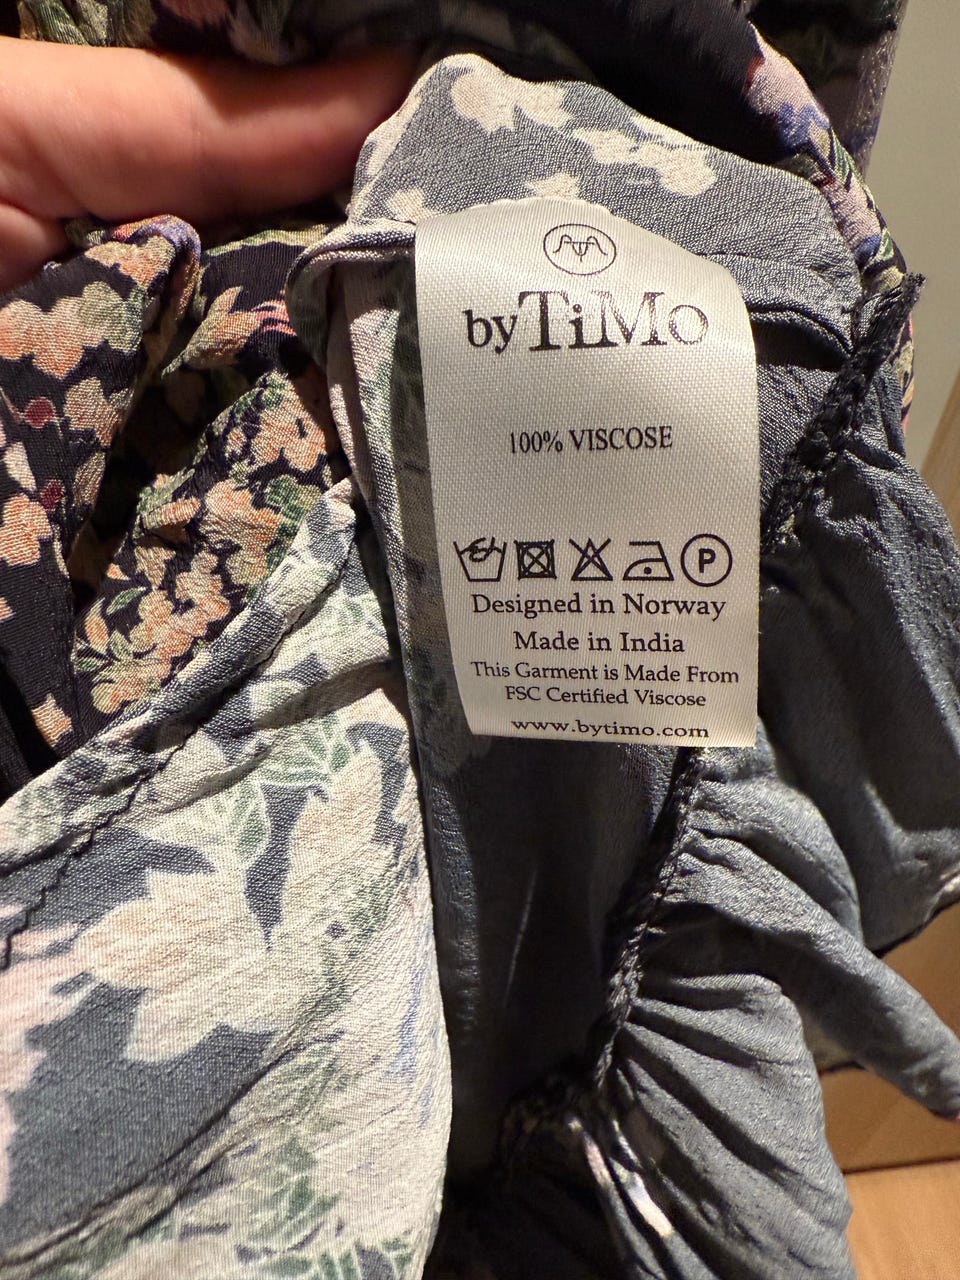 byTiMo
100% VISCOSE
P
Designed in Norway
Made in India
This Garment is Made From
FSC Certified Viscose
www.bytimo.com